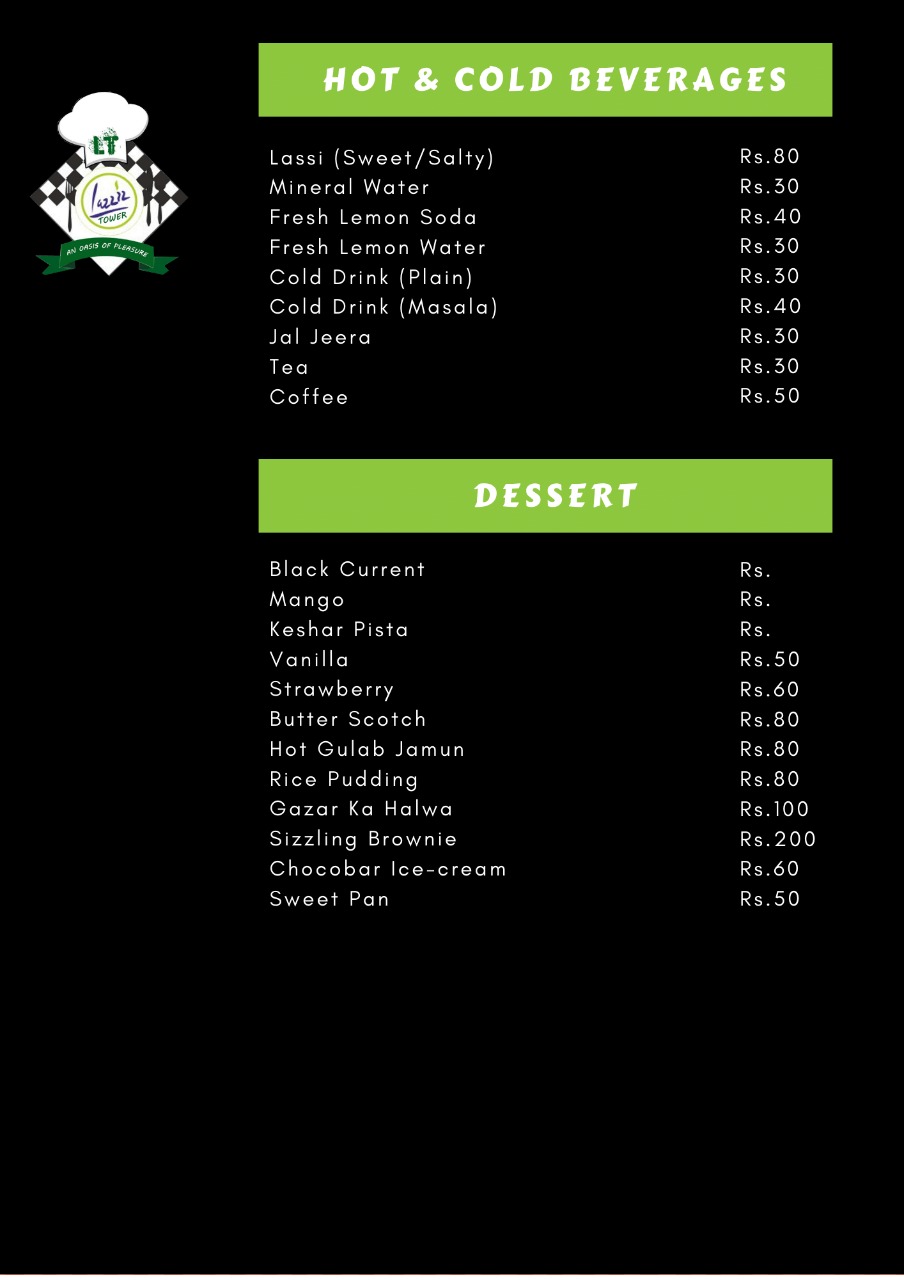 HOT & COLD BEVERAGES
LT
Lazziz
TOWER
AN OASIS OF PLEASURE
Lassi (Sweet/Salty) Rs.80
Mineral Water Rs.30
Fresh Lemon Soda Rs.40
Fresh Lemon Water Rs.30
Cold Drink (Plain) Rs.30
Cold Drink (Masala) Rs.40
Jal Jeera Rs.30
Tea Rs.30
Coffee Rs.50
DESSERT
Black Current Rs.
Mango Rs.
Keshar Pista Rs.
Vanilla Rs.50
Strawberry Rs.60
Butter Scotch Rs.80
Hot Gulab Jamun Rs.80
Rice Pudding Rs.80
Gazar Ka Halwa Rs.100
Sizzling Brownie Rs.200
Chocobar Ice-cream Rs.60
Sweet Pan Rs.50